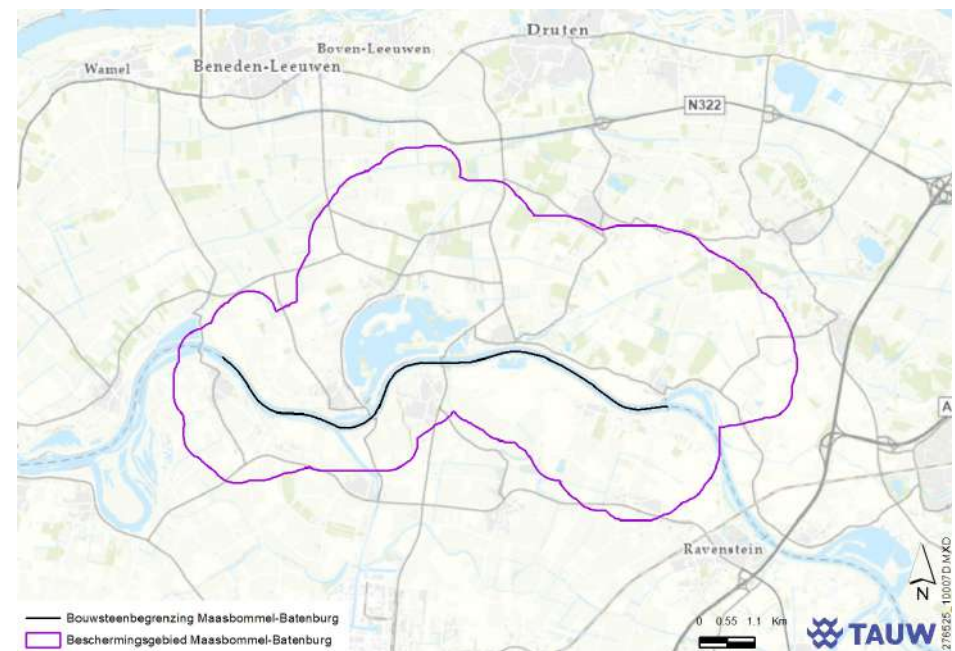 Druten
Boven-Leeuwen
Wamel
Beneden-Leeuwen
N322
A
Ravenstein
N
Bouwsteenbegrenzing Maasbommel-Batenburg
Beschermingsgebied Maasbommel-Batenburg
0 0.55 1.1 Km
TAUW
276525_10007D.MXD